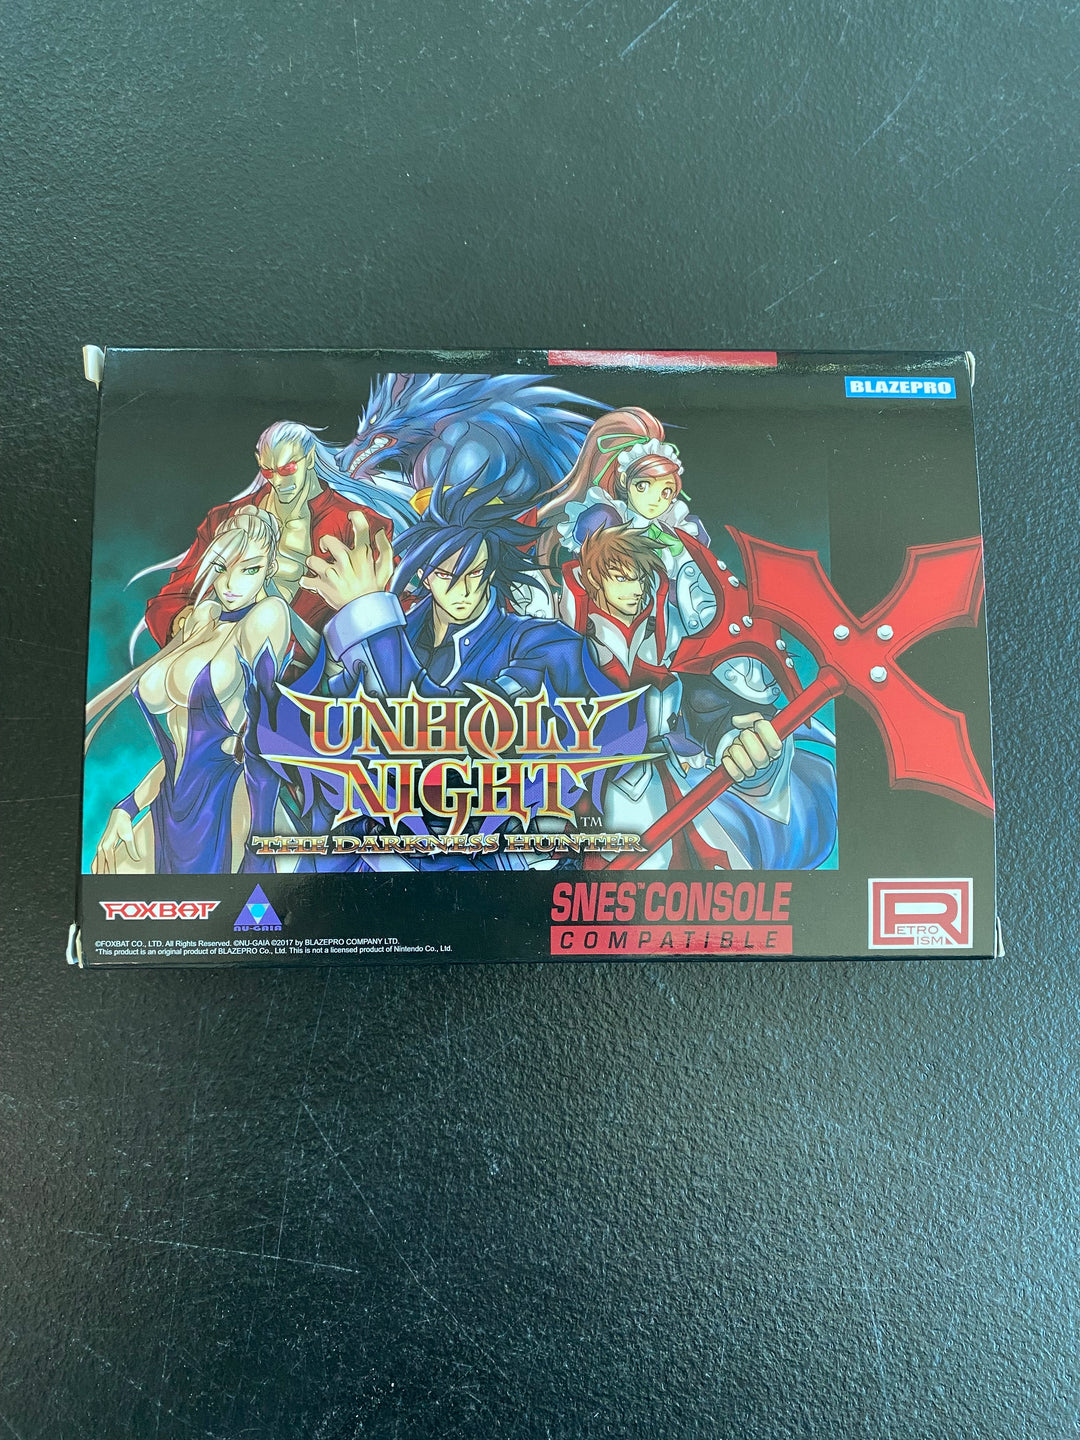 BLAZEPRO
UNHOLY
NIGHT™
THE DARKNESS HUNTER
FOXBAT
NU-GAIA
SNES™ CONSOLE
COMPATIBLE
RETRO
ISM
©FOXBAT CO., LTD. All Rights Reserved. ©NU-GAIA ©2017 by BLAZEPRO COMPANY LTD.
*This product is an original product of BLAZEPRO Co., Ltd. This is not a licensed product of Nintendo Co., Ltd.